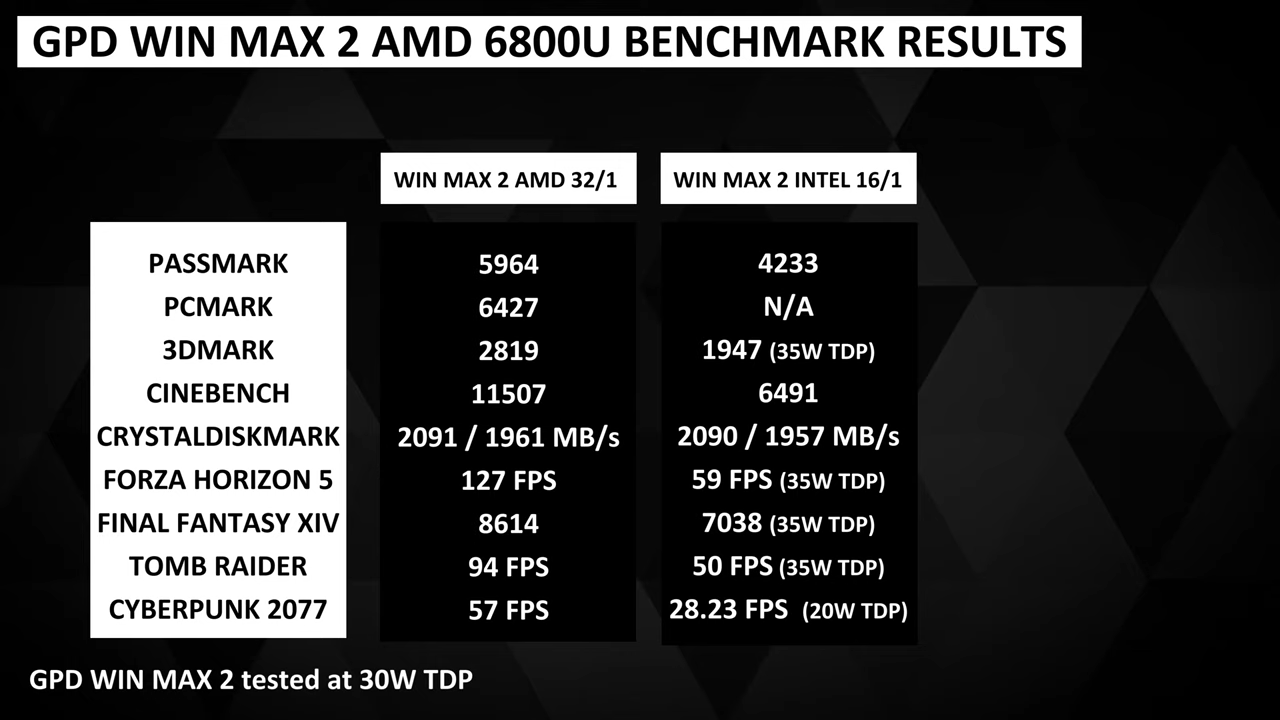 GPD WIN MAX 2 AMD 6800U BENCHMARK RESULTS
WIN MAX 2 AMD 32/1 WIN MAX 2 INTEL 16/1
PASSMARK 5964 4233
PCMARK 6427 N/A
3DMARK 2819 1947 (35W TDP)
CINEBENCH 11507 6491
CRYSTALDISKMARK 2091 / 1961 MB/s 2090 / 1957 MB/s
FORZA HORIZON 5 127 FPS 59 FPS (35W TDP)
FINAL FANTASY XIV 8614 7038 (35W TDP)
TOMB RAIDER 94 FPS 50 FPS (35W TDP)
CYBERPUNK 2077 57 FPS 28.23 FPS (20W TDP)
GPD WIN MAX 2 tested at 30W TDP